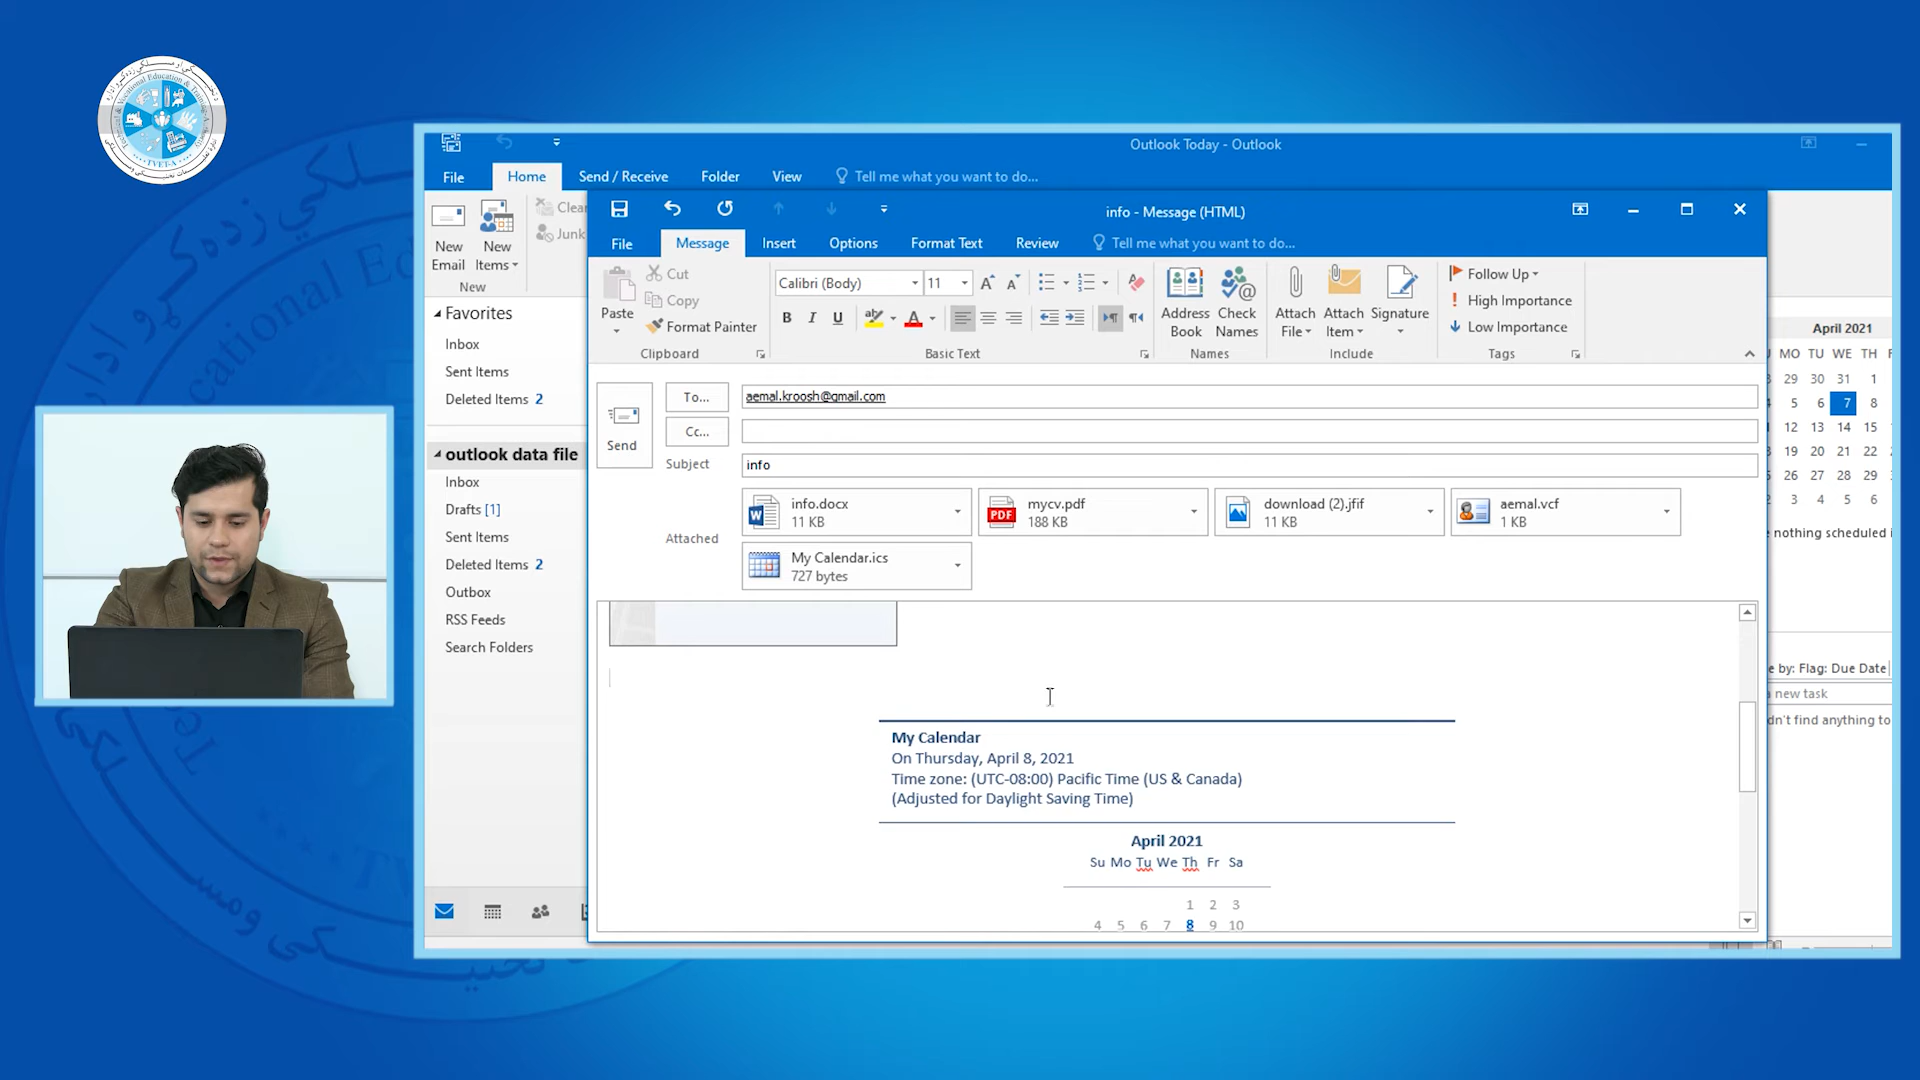 Technical & Vocational Education & Training-Authority
TVET-A
Outlook Today - Outlook
File Home Send / Receive Folder View Tell me what you want to do...
New Email
New Items
Clea
Junk
New
Favorites
Inbox
Sent Items
Deleted Items 2
outlook data file
Inbox
Drafts [1]
Sent Items
Deleted Items 2
Outbox
RSS Feeds
Search Folders
info - Message (HTML)
File Message Insert Options Format Text Review Tell me what you want to do...
Paste
Cut
Copy
Format Painter
Clipboard
Calibri (Body) 11
B I U
Basic Text
Address Book
Check Names
Names
Attach File
Attach Item
Signature
Include
Follow Up
High Importance
Low Importance
Tags
Send
To... aemal.kroosh@gmail.com
Cc...
Subject info
Attached
info.docx
11 KB
mycv.pdf
188 KB
download (2).jfif
11 KB
aemal.vcf
1 KB
My Calendar.ics
727 bytes
My Calendar
On Thursday, April 8, 2021
Time zone: (UTC-08:00) Pacific Time (US & Canada)
(Adjusted for Daylight Saving Time)
April 2021
Su Mo Tu We Th Fr Sa
1 2 3
4 5 6 7 8 9 10
April 2021
MO TU WE TH
29 30 31 1
5 6 7 8
12 13 14 15
19 20 21 22
26 27 28 29
3 4 5 6
e nothing scheduled i
e by: Flag: Due Date
a new task
dn't find anything to